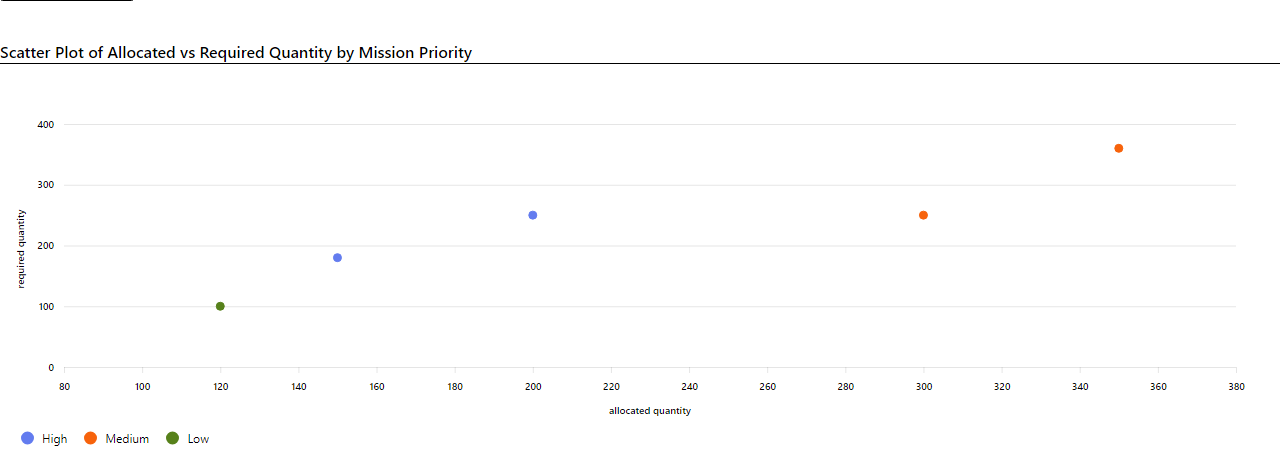 Scatter Plot of Allocated vs Required Quantity by Mission Priority
400
300
200
100
0
required quantity
80 100 120 140 160 180 200 220 240 260 280 300 320 340 360 380
allocated quantity
High Medium Low